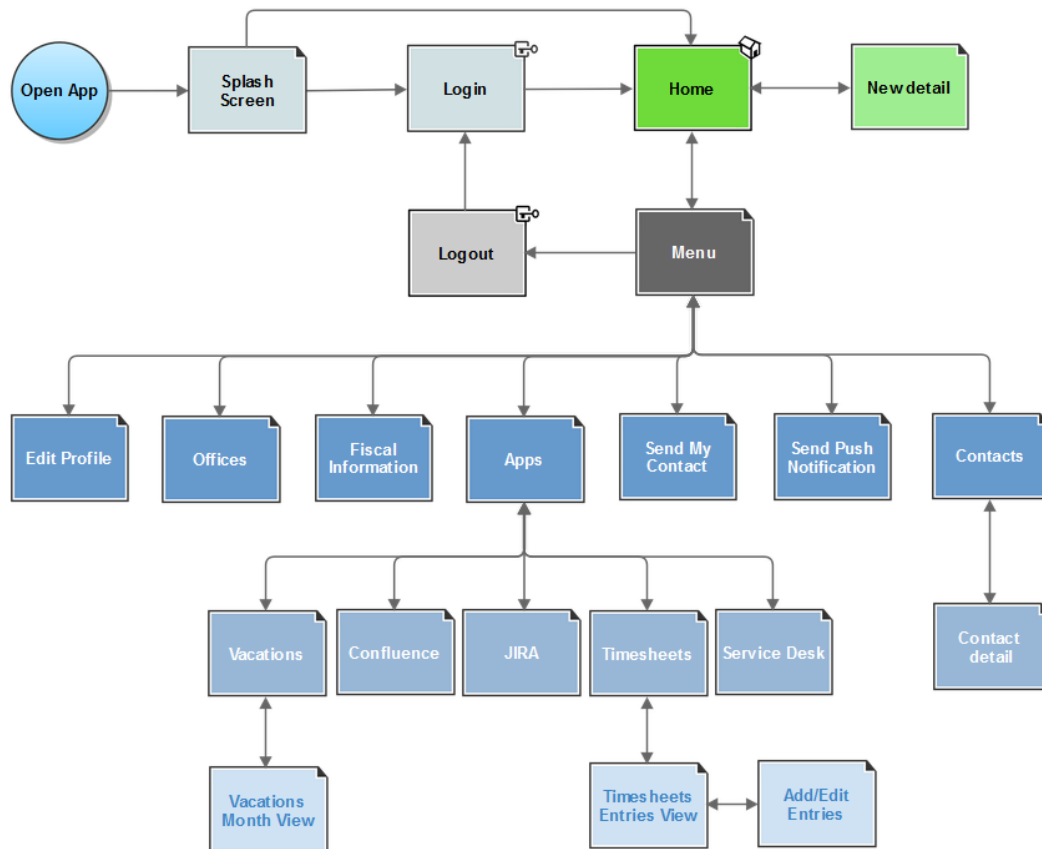 Open App
Splash
Screen
Login
Home
New detail
Logout
Menu
Edit Profile
Offices
Fiscal
Information
Apps
Send My
Contact
Send Push
Notification
Contacts
Vacations
Confluence
JIRA
Timesheets
Service Desk
Contact
detail
Vacations
Month View
Timesheets
Entries View
Add/Edit
Entries